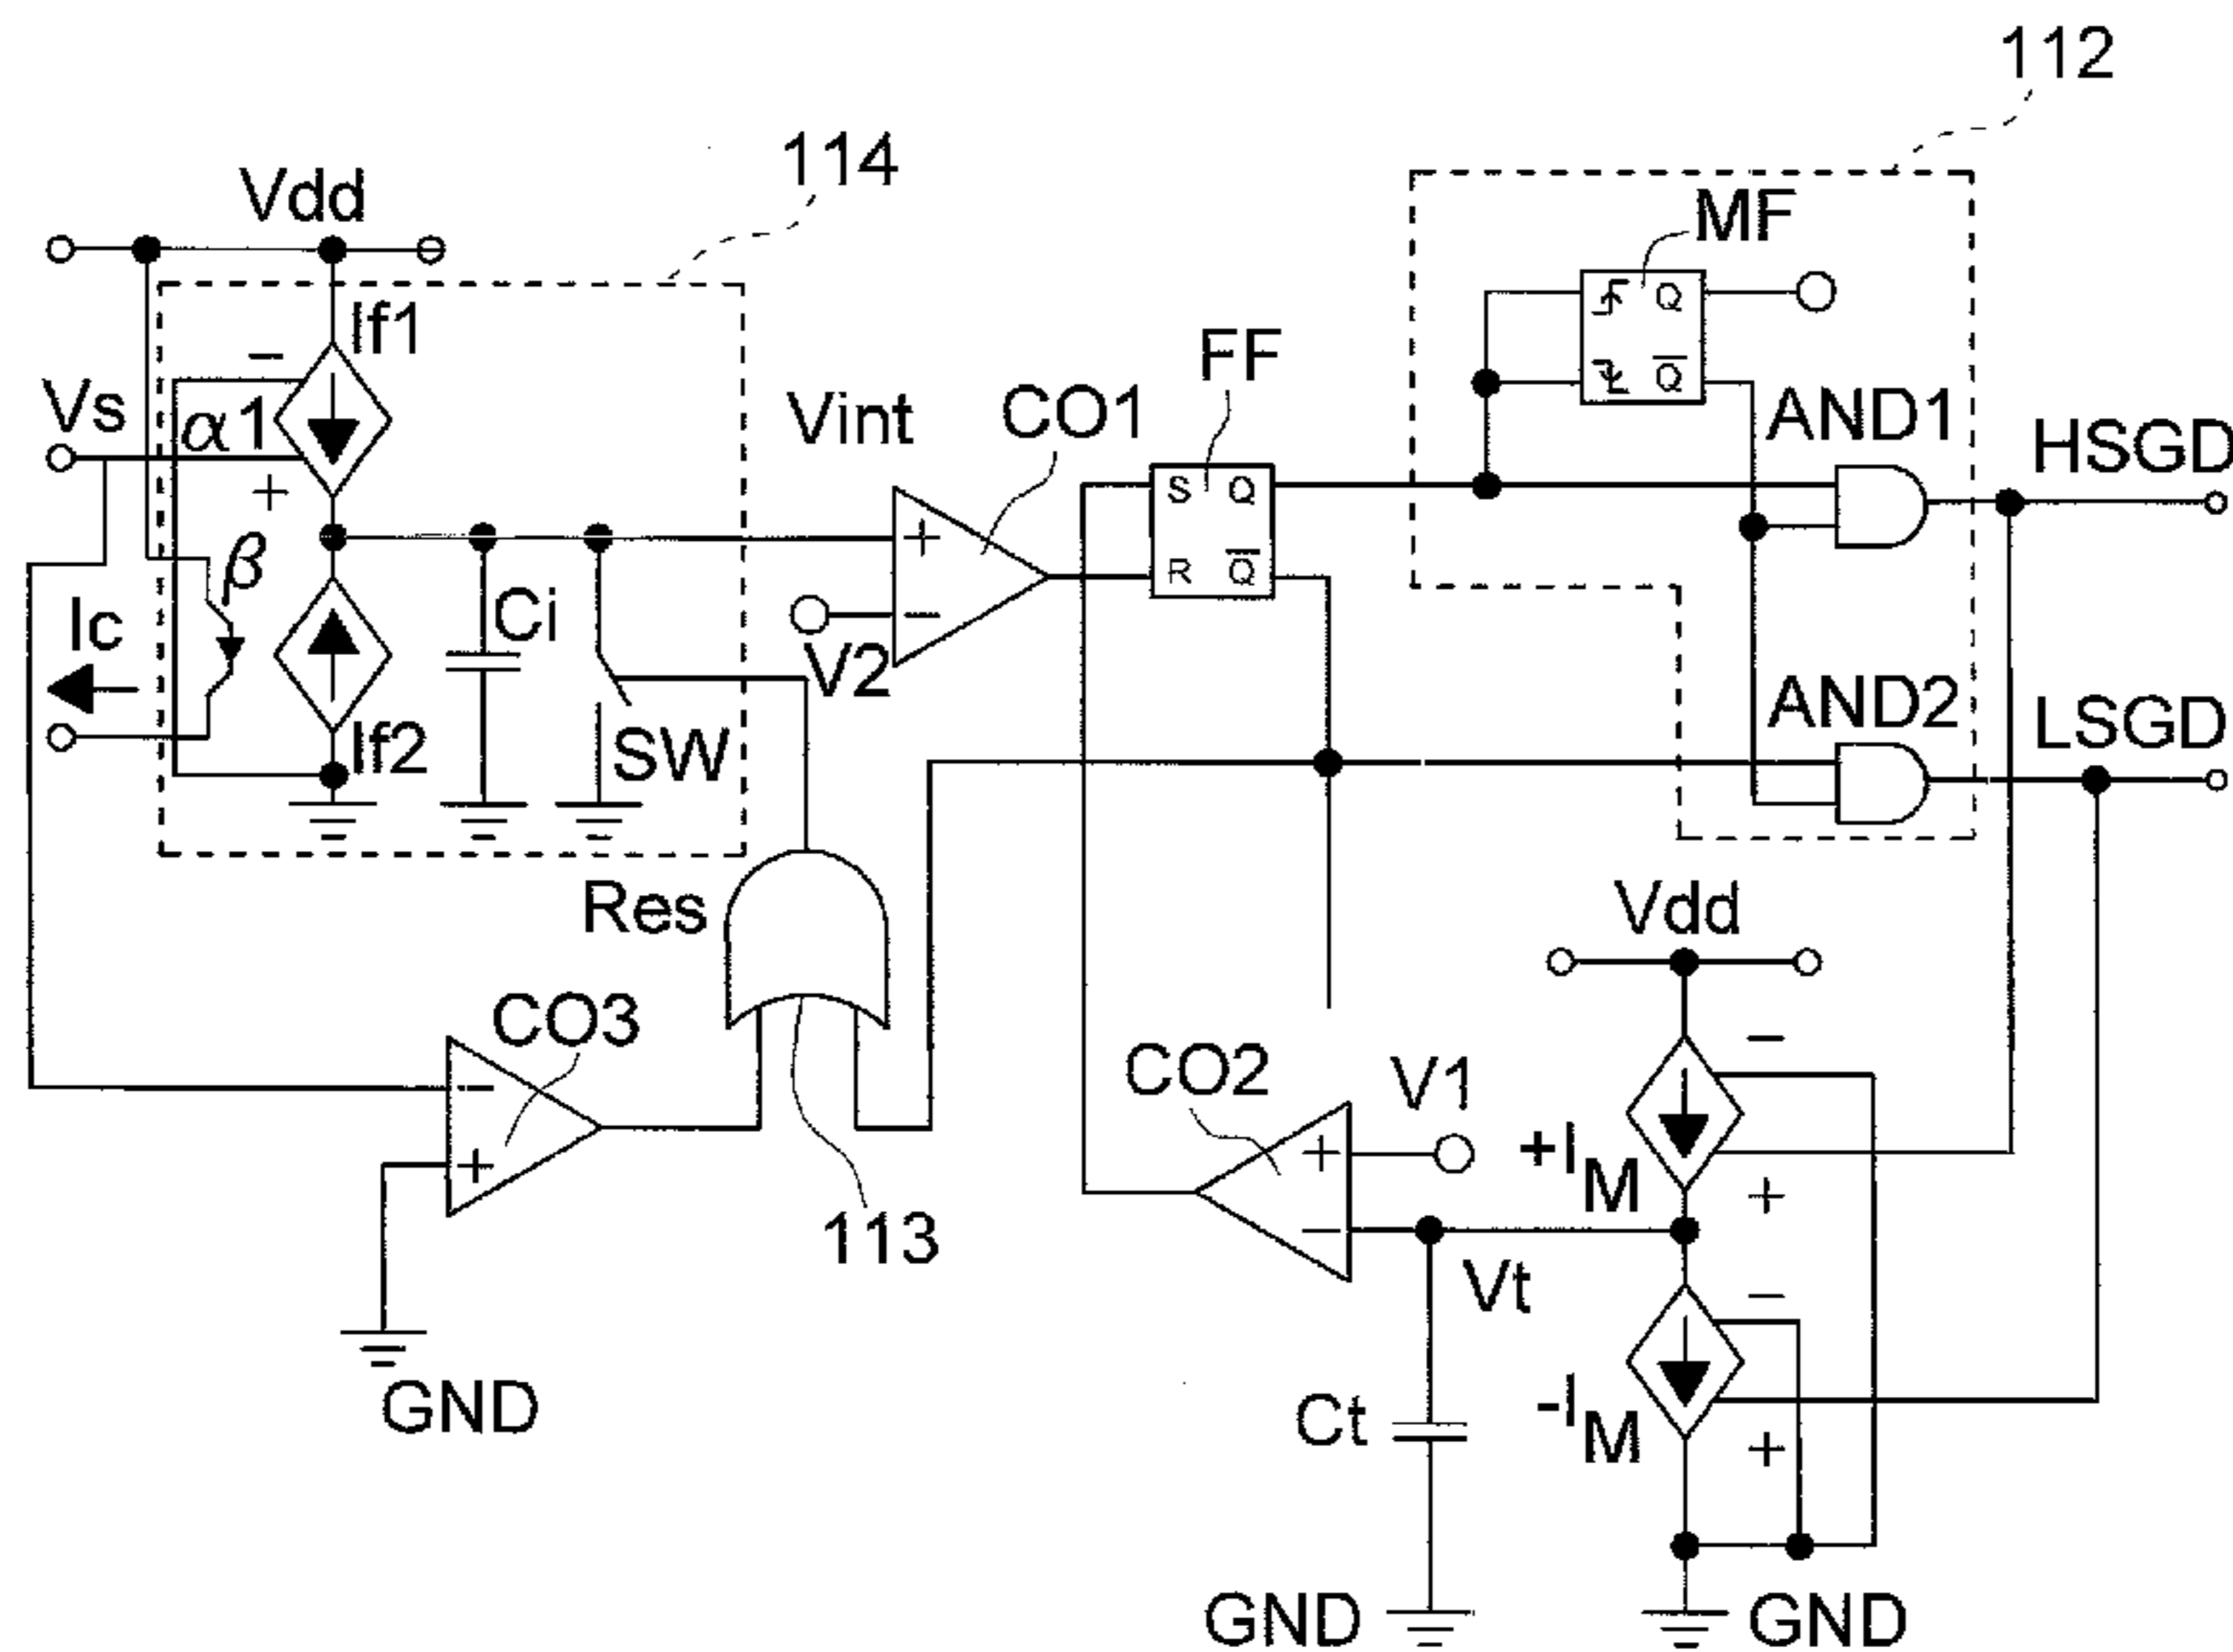 112
114
Vdd
MF
If1
−
FF
Q
Vs
α1
Vint
CO1
Q
AND1
HSGD
+
S
Q
β
+
Ic
Ci
R
Q
−
V2
AND2
LSGD
If2
SW
Res
Vdd
CO3
−
CO2
V1
−
+
+
+IM
+
113
−
Vt
−
GND
Ct
-IM
+
GND
GND